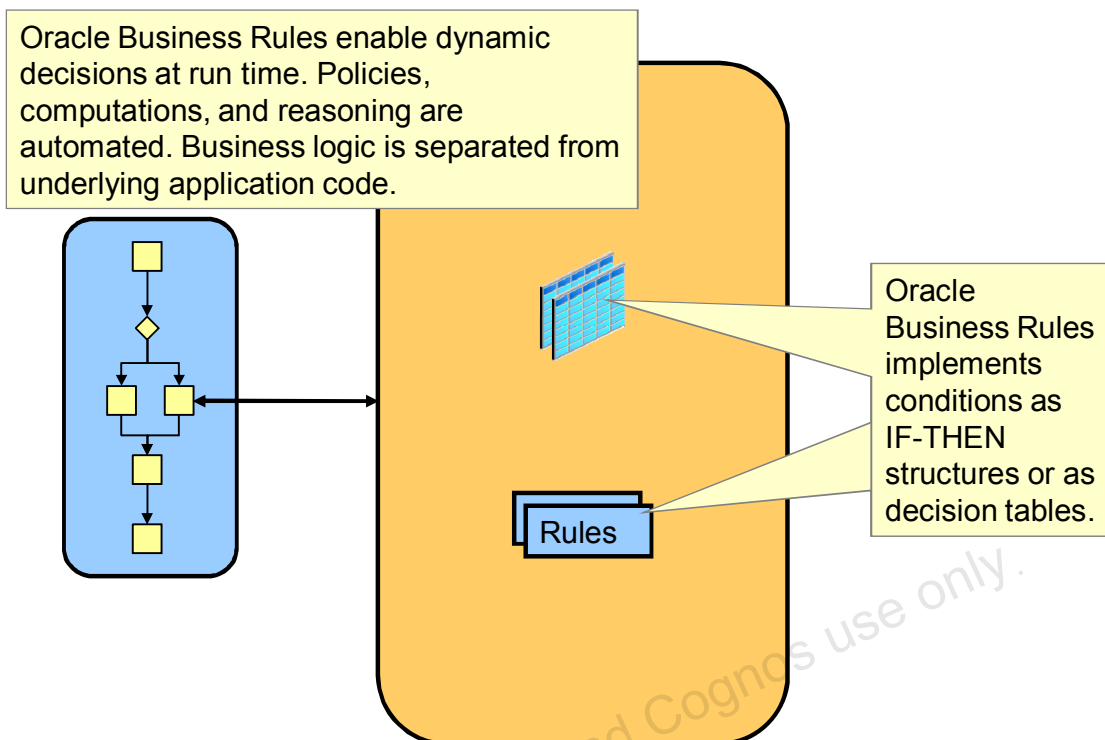 Oracle Business Rules enable dynamic
decisions at run time. Policies,
computations, and reasoning are
automated. Business logic is separated from
underlying application code.
Oracle
Business Rules
implements
conditions as
IF-THEN
structures or as
decision tables.
Rules
Cognos use only.